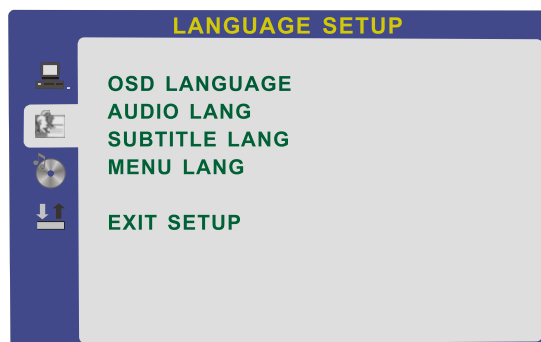 LANGUAGE SETUP
OSD LANGUAGE
AUDIO LANG
SUBTITLE LANG
MENU LANG
EXIT SETUP